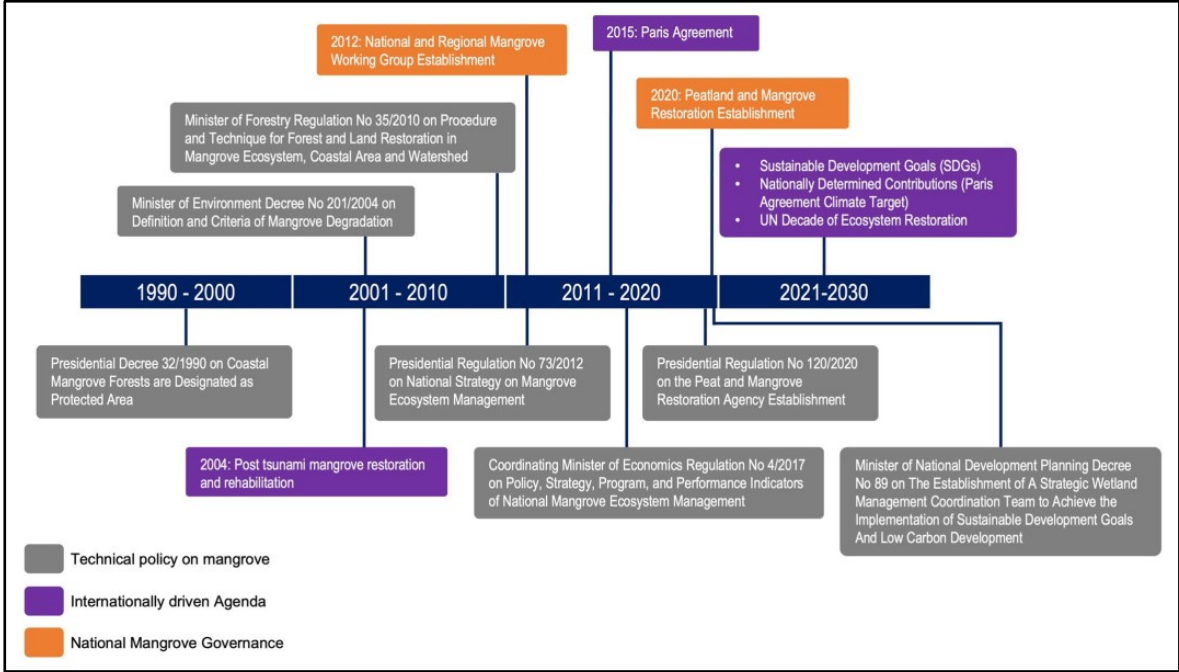 2012: National and Regional Mangrove
Working Group Establishment
2015: Paris Agreement
2020: Peatland and Mangrove
Restoration Establishment
Minister of Forestry Regulation No 35/2010 on Procedure
and Technique for Forest and Land Restoration in
Mangrove Ecosystem, Coastal Area and Watershed
• Sustainable Development Goals (SDGs)
• Nationally Determined Contributions (Paris
Agreement Climate Target)
• UN Decade of Ecosystem Restoration
Minister of Environment Decree No 201/2004 on
Definition and Criteria of Mangrove Degradation
1990 - 2000
2001 - 2010
2011 - 2020
2021-2030
Presidential Decree 32/1990 on Coastal
Mangrove Forests are Designated as
Protected Area
Presidential Regulation No 73/2012
on National Strategy on Mangrove
Ecosystem Management
Presidential Regulation No 120/2020
on the Peat and Mangrove
Restoration Agency Establishment
2004: Post tsunami mangrove restoration
and rehabilitation
Coordinating Minister of Economics Regulation No 4/2017
on Policy, Strategy, Program, and Performance Indicators
of National Mangrove Ecosystem Management
Minister of National Development Planning Decree
No 89 on The Establishment of A Strategic Wetland
Management Coordination Team to Achieve the
Implementation of Sustainable Development Goals
And Low Carbon Development
Technical policy on mangrove
Internationally driven Agenda
National Mangrove Governance